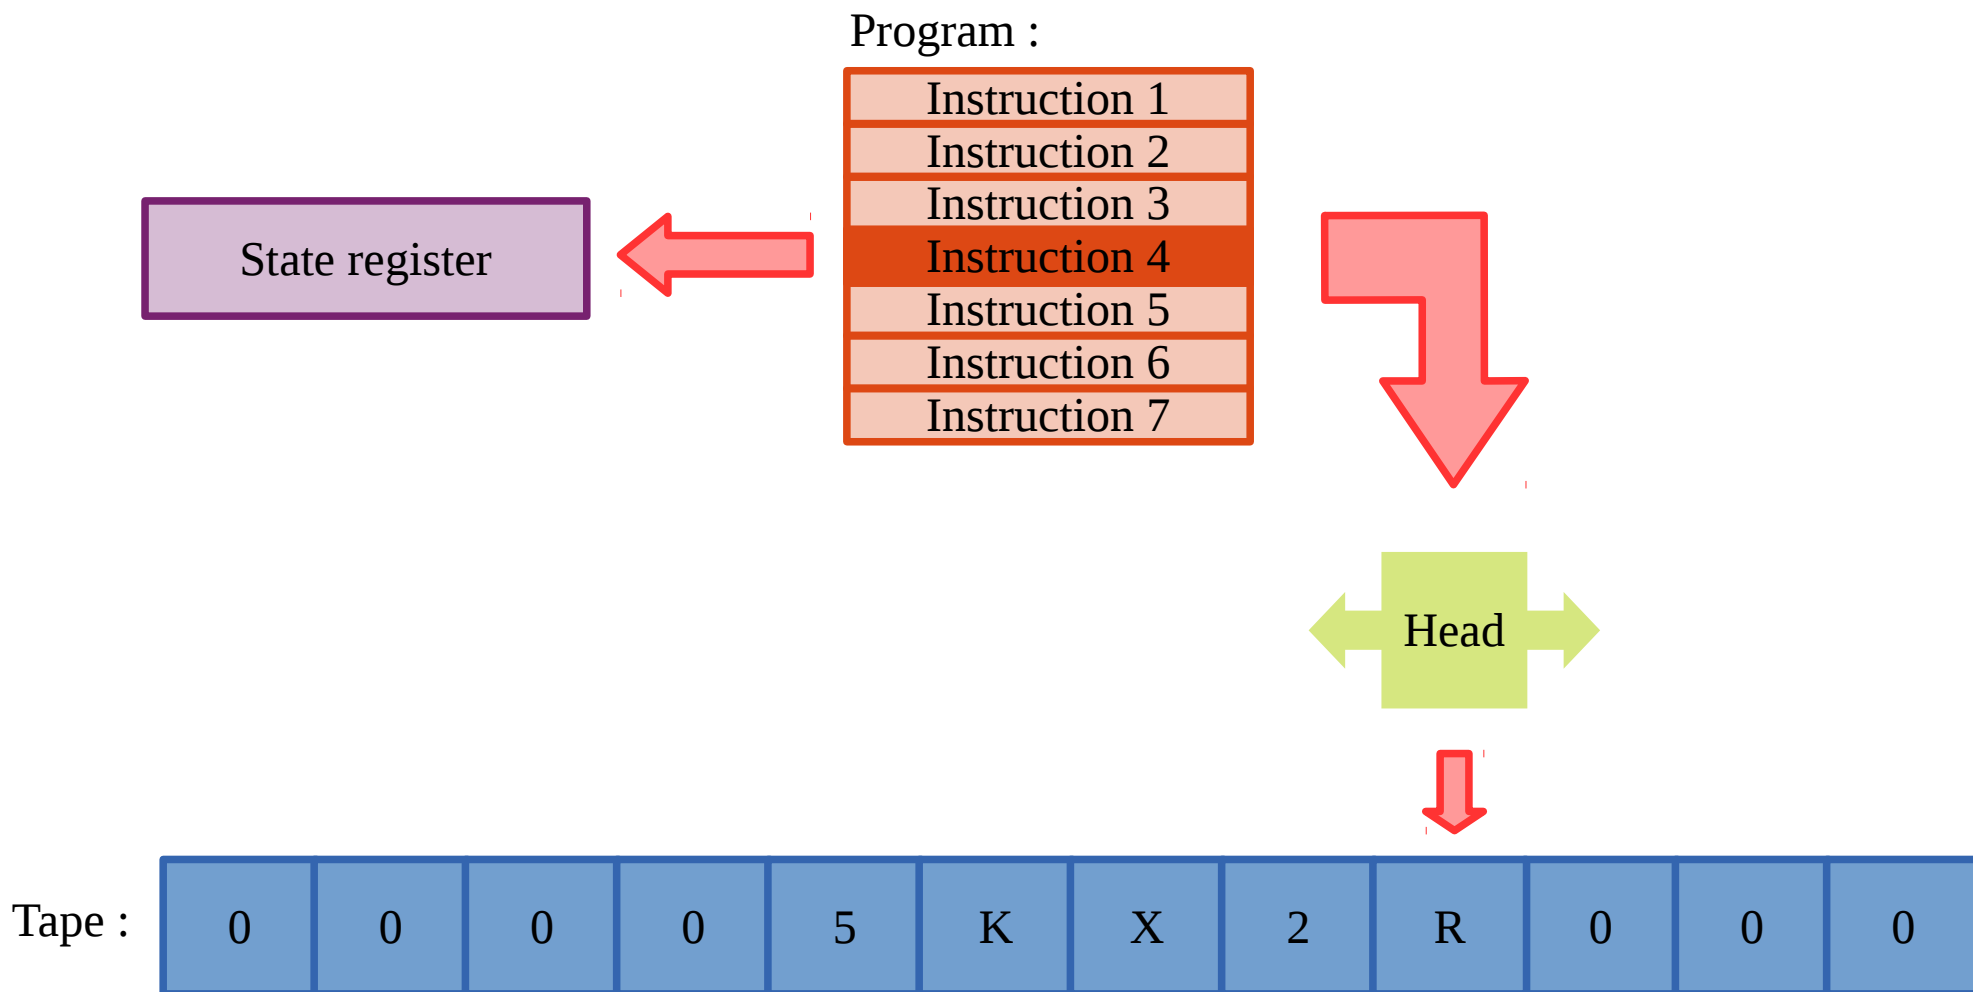 Program :
Instruction 1
Instruction 2
Instruction 3
State register
Instruction 4
Instruction 5
Instruction 6
Instruction 7
Head
Tape : 0 0 0 0 5 K X 2 R 0 0 0